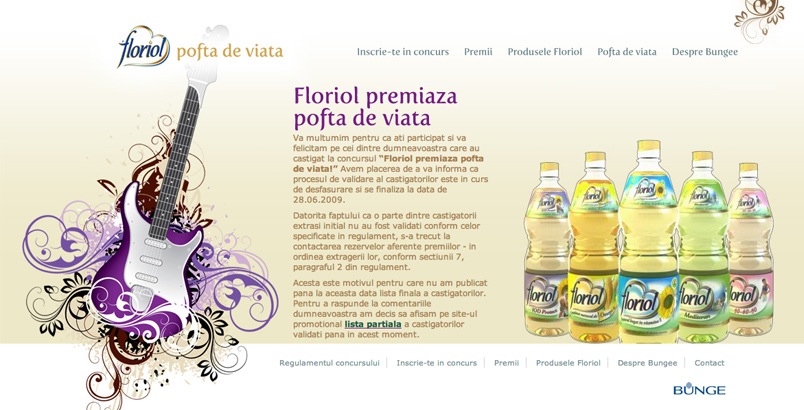 floriol pofta de viata
Inscrie-te in concurs Premii Produsele Floriol Pofta de viata Despre Bungee
Floriol premiaza
pofta de viata
Va multumim pentru ca ati participat si va
felicitam pe cei dintre dumneavoastra care au
castigat la concursul “Floriol premiaza pofta
de viata!” Avem placerea de a va informa ca
procesul de validare al castigatorilor este in curs
de desfasurare si se finaliza la data de
28.06.2009.
Datorita faptului ca o parte dintre castigatorii
extrasi initial nu au fost validati conform celor
specificate in regulament, s-a trecut la
contactarea rezervelor aferente premiilor - in
ordinea extragerii lor, conform sectiunii 7,
paragraful 2 din regulament.
Acesta este motivul pentru care nu am publicat
pana la aceasta data lista finala a castigatorilor.
Pentru a raspunde la comentariile
dumneavoastra am decis sa afisam pe site-ul
promotional lista partiala a castigatorilor
validati pana in acest moment.
floriol floriol floriol floriol floriol
floriol floriol floriol floriol floriol
Regulamentul concursului Inscrie-te in concurs Premii Produsele Floriol Despre Bungee Contact
BUNGE